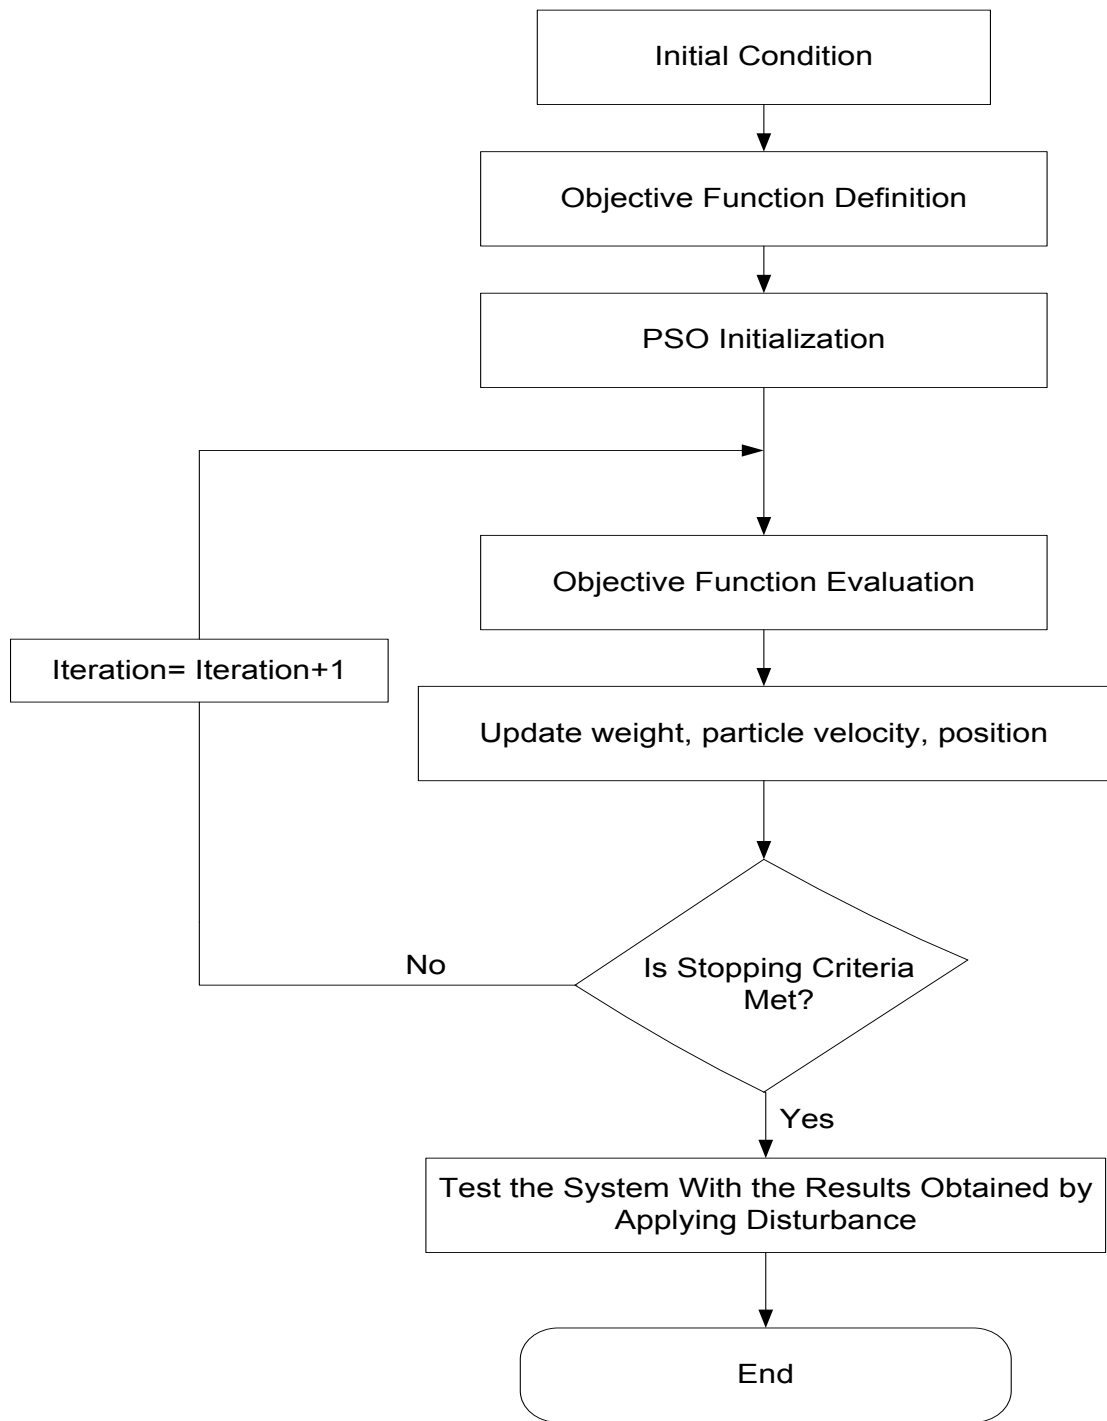 Initial Condition
Objective Function Definition
PSO Initialization
Objective Function Evaluation
Iteration= Iteration+1
Update weight, particle velocity, position
No
Is Stopping Criteria
Met?
Yes
Test the System With the Results Obtained by
Applying Disturbance
End